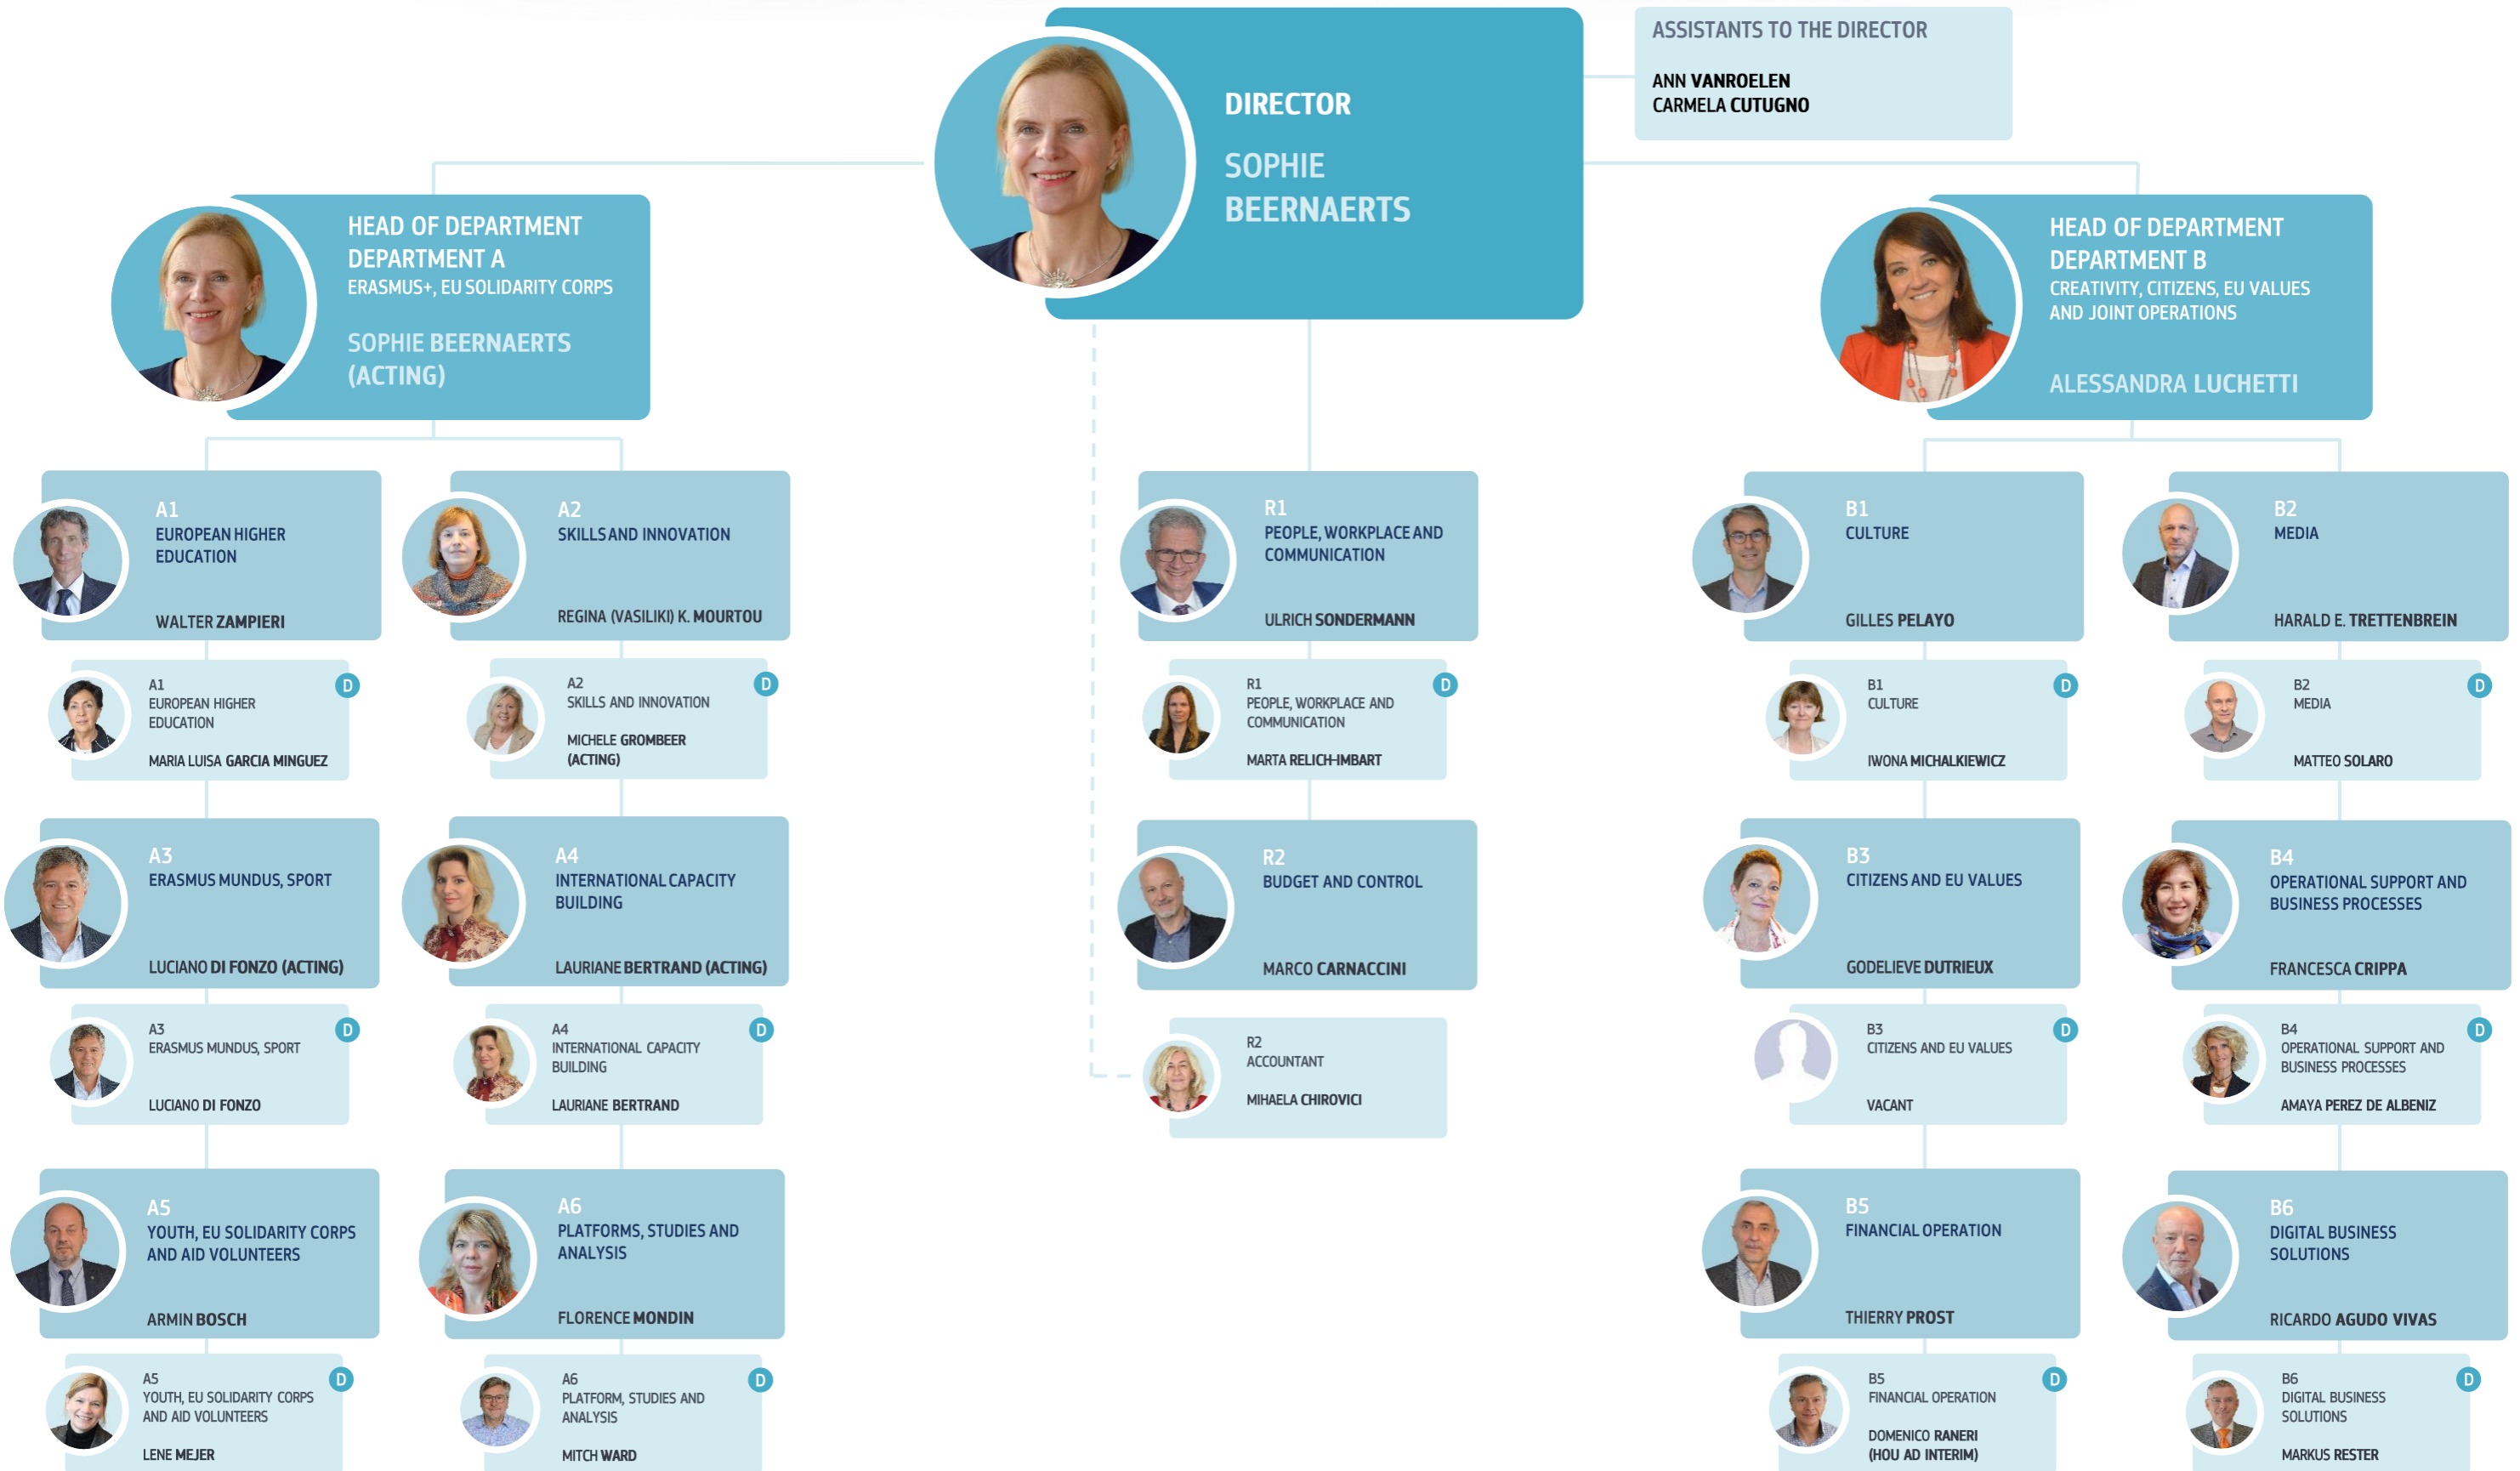 ASSISTANTS TO THE DIRECTOR
ANN VANROELEN
CARMELA CUTUGNO
DIRECTOR
SOPHIE
BEERNAERTS
HEAD OF DEPARTMENT
DEPARTMENT A
ERASMUS+, EU SOLIDARITY CORPS
SOPHIE BEERNAERTS
(ACTING)
HEAD OF DEPARTMENT
DEPARTMENT B
CREATIVITY, CITIZENS, EU VALUES
AND JOINT OPERATIONS
ALESSANDRA LUCHETTI
A1
EUROPEAN HIGHER
EDUCATION
WALTER ZAMPIERI
A2
SKILLS AND INNOVATION
REGINA (VASILIKI) K. MOURTOU
R1
PEOPLE, WORKPLACE AND
COMMUNICATION
ULRICH SONDERMANN
B1
CULTURE
GILLES PELAYO
B2
MEDIA
HARALD E. TRETTENBREIN
A1
D
EUROPEAN HIGHER
EDUCATION
MARIA LUISA GARCIA MINGUEZ
A2
D
SKILLS AND INNOVATION
MICHELE GROMBEER
(ACTING)
R1
D
PEOPLE, WORKPLACE AND
COMMUNICATION
MARTA RELICH-IMBART
B1
D
CULTURE
IWONA MICHALKIEWICZ
B2
D
MEDIA
MATTEO SOLARO
A3
ERASMUS MUNDUS, SPORT
LUCIANO DI FONZO (ACTING)
A4
INTERNATIONAL CAPACITY
BUILDING
LAURIANE BERTRAND (ACTING)
R2
BUDGET AND CONTROL
MARCO CARNACCINI
B3
CITIZENS AND EU VALUES
GODELIEVE DUTRIEUX
B4
OPERATIONAL SUPPORT AND
BUSINESS PROCESSES
FRANCESCA CRIPPA
A3
D
ERASMUS MUNDUS, SPORT
LUCIANO DI FONZO
A4
D
INTERNATIONAL CAPACITY
BUILDING
LAURIANE BERTRAND
R2
ACCOUNTANT
MIHAELA CHIROVICI
B3
D
CITIZENS AND EU VALUES
VACANT
B4
D
OPERATIONAL SUPPORT AND
BUSINESS PROCESSES
AMAYA PEREZ DE ALBENIZ
A5
YOUTH, EU SOLIDARITY CORPS
AND AID VOLUNTEERS
ARMIN BOSCH
A6
PLATFORMS, STUDIES AND
ANALYSIS
FLORENCE MONDIN
B5
FINANCIAL OPERATION
THIERRY PROST
B6
DIGITAL BUSINESS
SOLUTIONS
RICARDO AGUDO VIVAS
A5
D
YOUTH, EU SOLIDARITY CORPS
AND AID VOLUNTEERS
LENE MEJER
A6
D
PLATFORM, STUDIES AND
ANALYSIS
MITCH WARD
B5
D
FINANCIAL OPERATION
DOMENICO RANERI
(HOU AD INTERIM)
B6
D
DIGITAL BUSINESS
SOLUTIONS
MARKUS RESTER